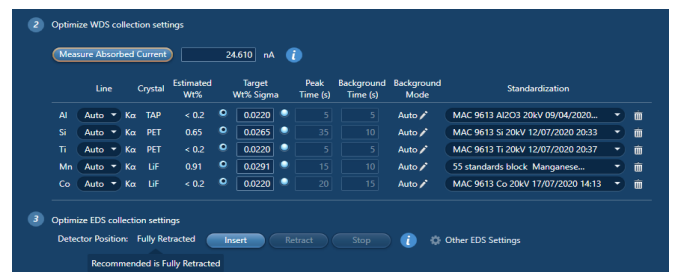 2 Optimize WDS collection settings
Measure Absorbed Current 24.610 nA i
Line Crystal Estimated Wt% Target Wt% Sigma Peak Time (s) Background Time (s) Background Mode Standardization
Al Auto Kα TAP < 0.2 0.0220 5 5 Auto MAC 9613 Al2O3 20kV 09/04/2020...
Si Auto Kα PET 0.65 0.0265 35 10 Auto MAC 9613 Si 20kV 12/07/2020 20:33
Ti Auto Kα PET < 0.2 0.0220 5 5 Auto MAC 9613 Ti 20kV 12/07/2020 20:37
Mn Auto Kα LiF 0.91 0.0291 15 10 Auto 55 standards block Manganese...
Co Auto Kα LiF < 0.2 0.0220 20 15 Auto MAC 9613 Co 20kV 17/07/2020 14:13
3 Optimize EDS collection settings
Detector Position: Fully Retracted Insert Retract Stop i Other EDS Settings
Recommended is Fully Retracted